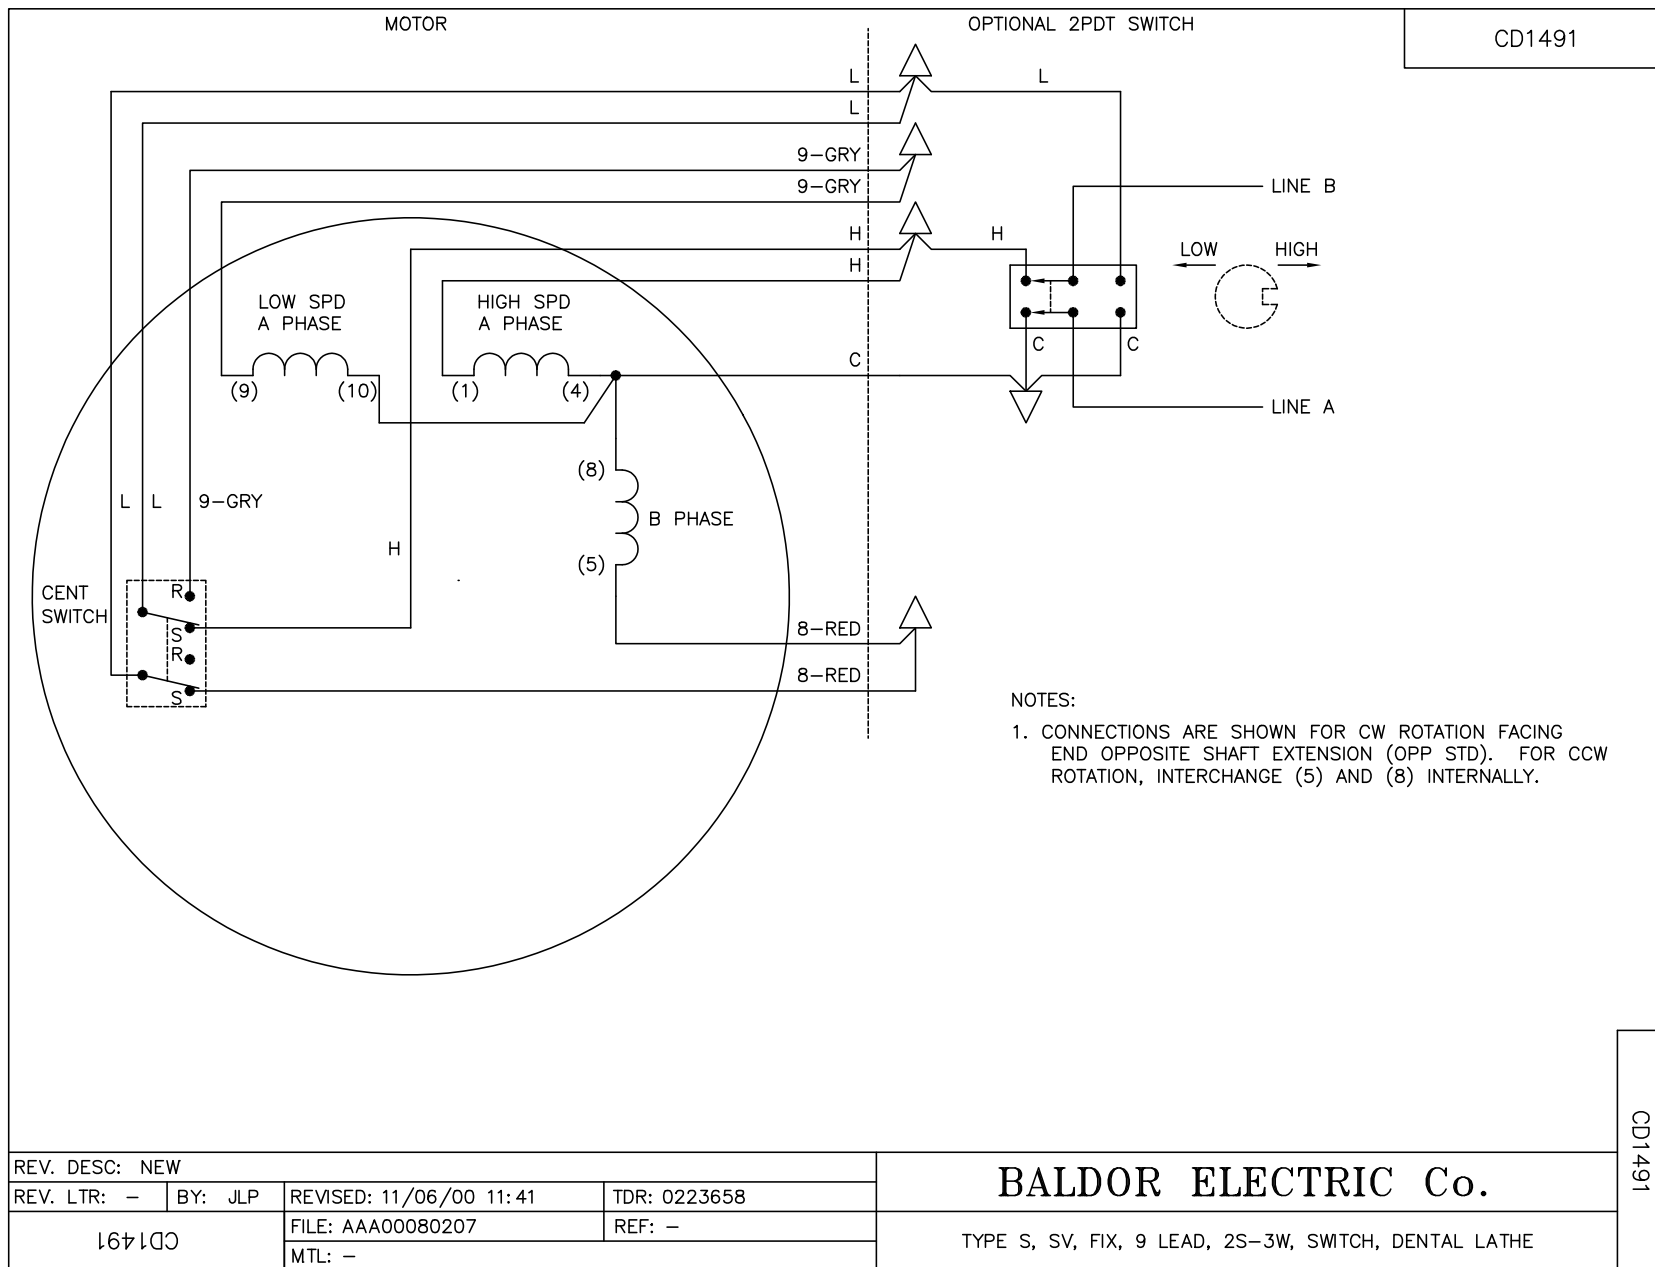 MOTOR
OPTIONAL 2PDT SWITCH
CD1491
L
L
L
9-GRY
9-GRY
LINE B
H
H
H
LOW
HIGH
LOW SPD
A PHASE
HIGH SPD
A PHASE
C
C
C
(9)
(10)
(1)
(4)
LINE A
(8)
L
L
9-GRY
B PHASE
H
(5)
CENT
SWITCH
R
S
R
S
8-RED
8-RED
NOTES:
1. CONNECTIONS ARE SHOWN FOR CW ROTATION FACING
END OPPOSITE SHAFT EXTENSION (OPP STD). FOR CCW
ROTATION, INTERCHANGE (5) AND (8) INTERNALLY.
CD1491
REV. DESC: NEW
REV. LTR: -
BY: JLP
REVISED: 11/06/00 11:41
TDR: 0223658
FILE: AAA00080207
REF: -
MTL: -
CD1491
BALDOR ELECTRIC Co.
TYPE S, SV, FIX, 9 LEAD, 2S-3W, SWITCH, DENTAL LATHE